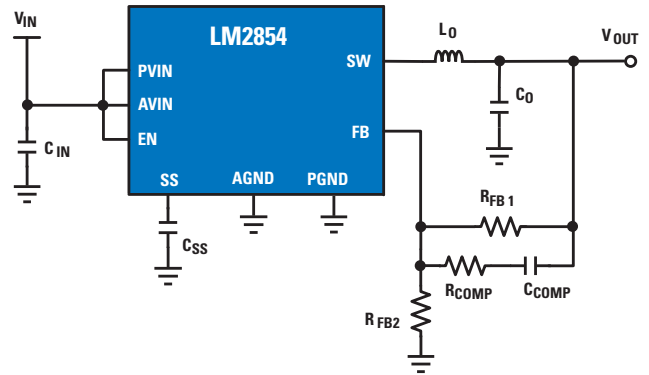 VIN
LM2854
LO
VOUT
PVIN
SW
AVIN
CO
CIN
EN
FB
SS
AGND
PGND
RFB1
CSS
RCOMP
CCOMP
RFB2